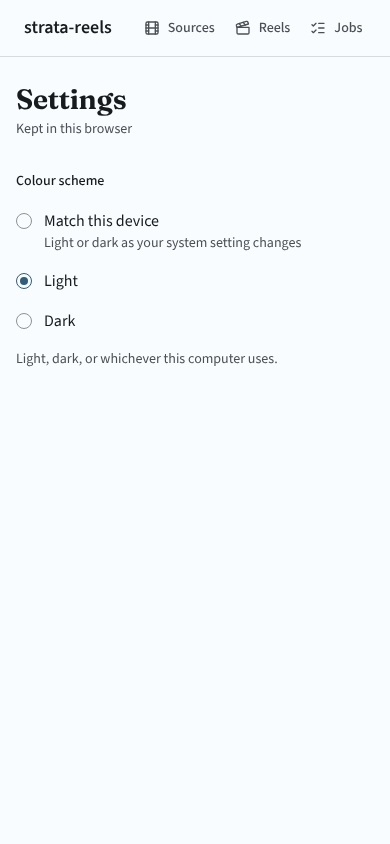 strata-reels
Sources
Reels
Jobs
Settings
Kept in this browser
Colour scheme
Match this device
Light or dark as your system setting changes
Light
Dark
Light, dark, or whichever this computer uses.